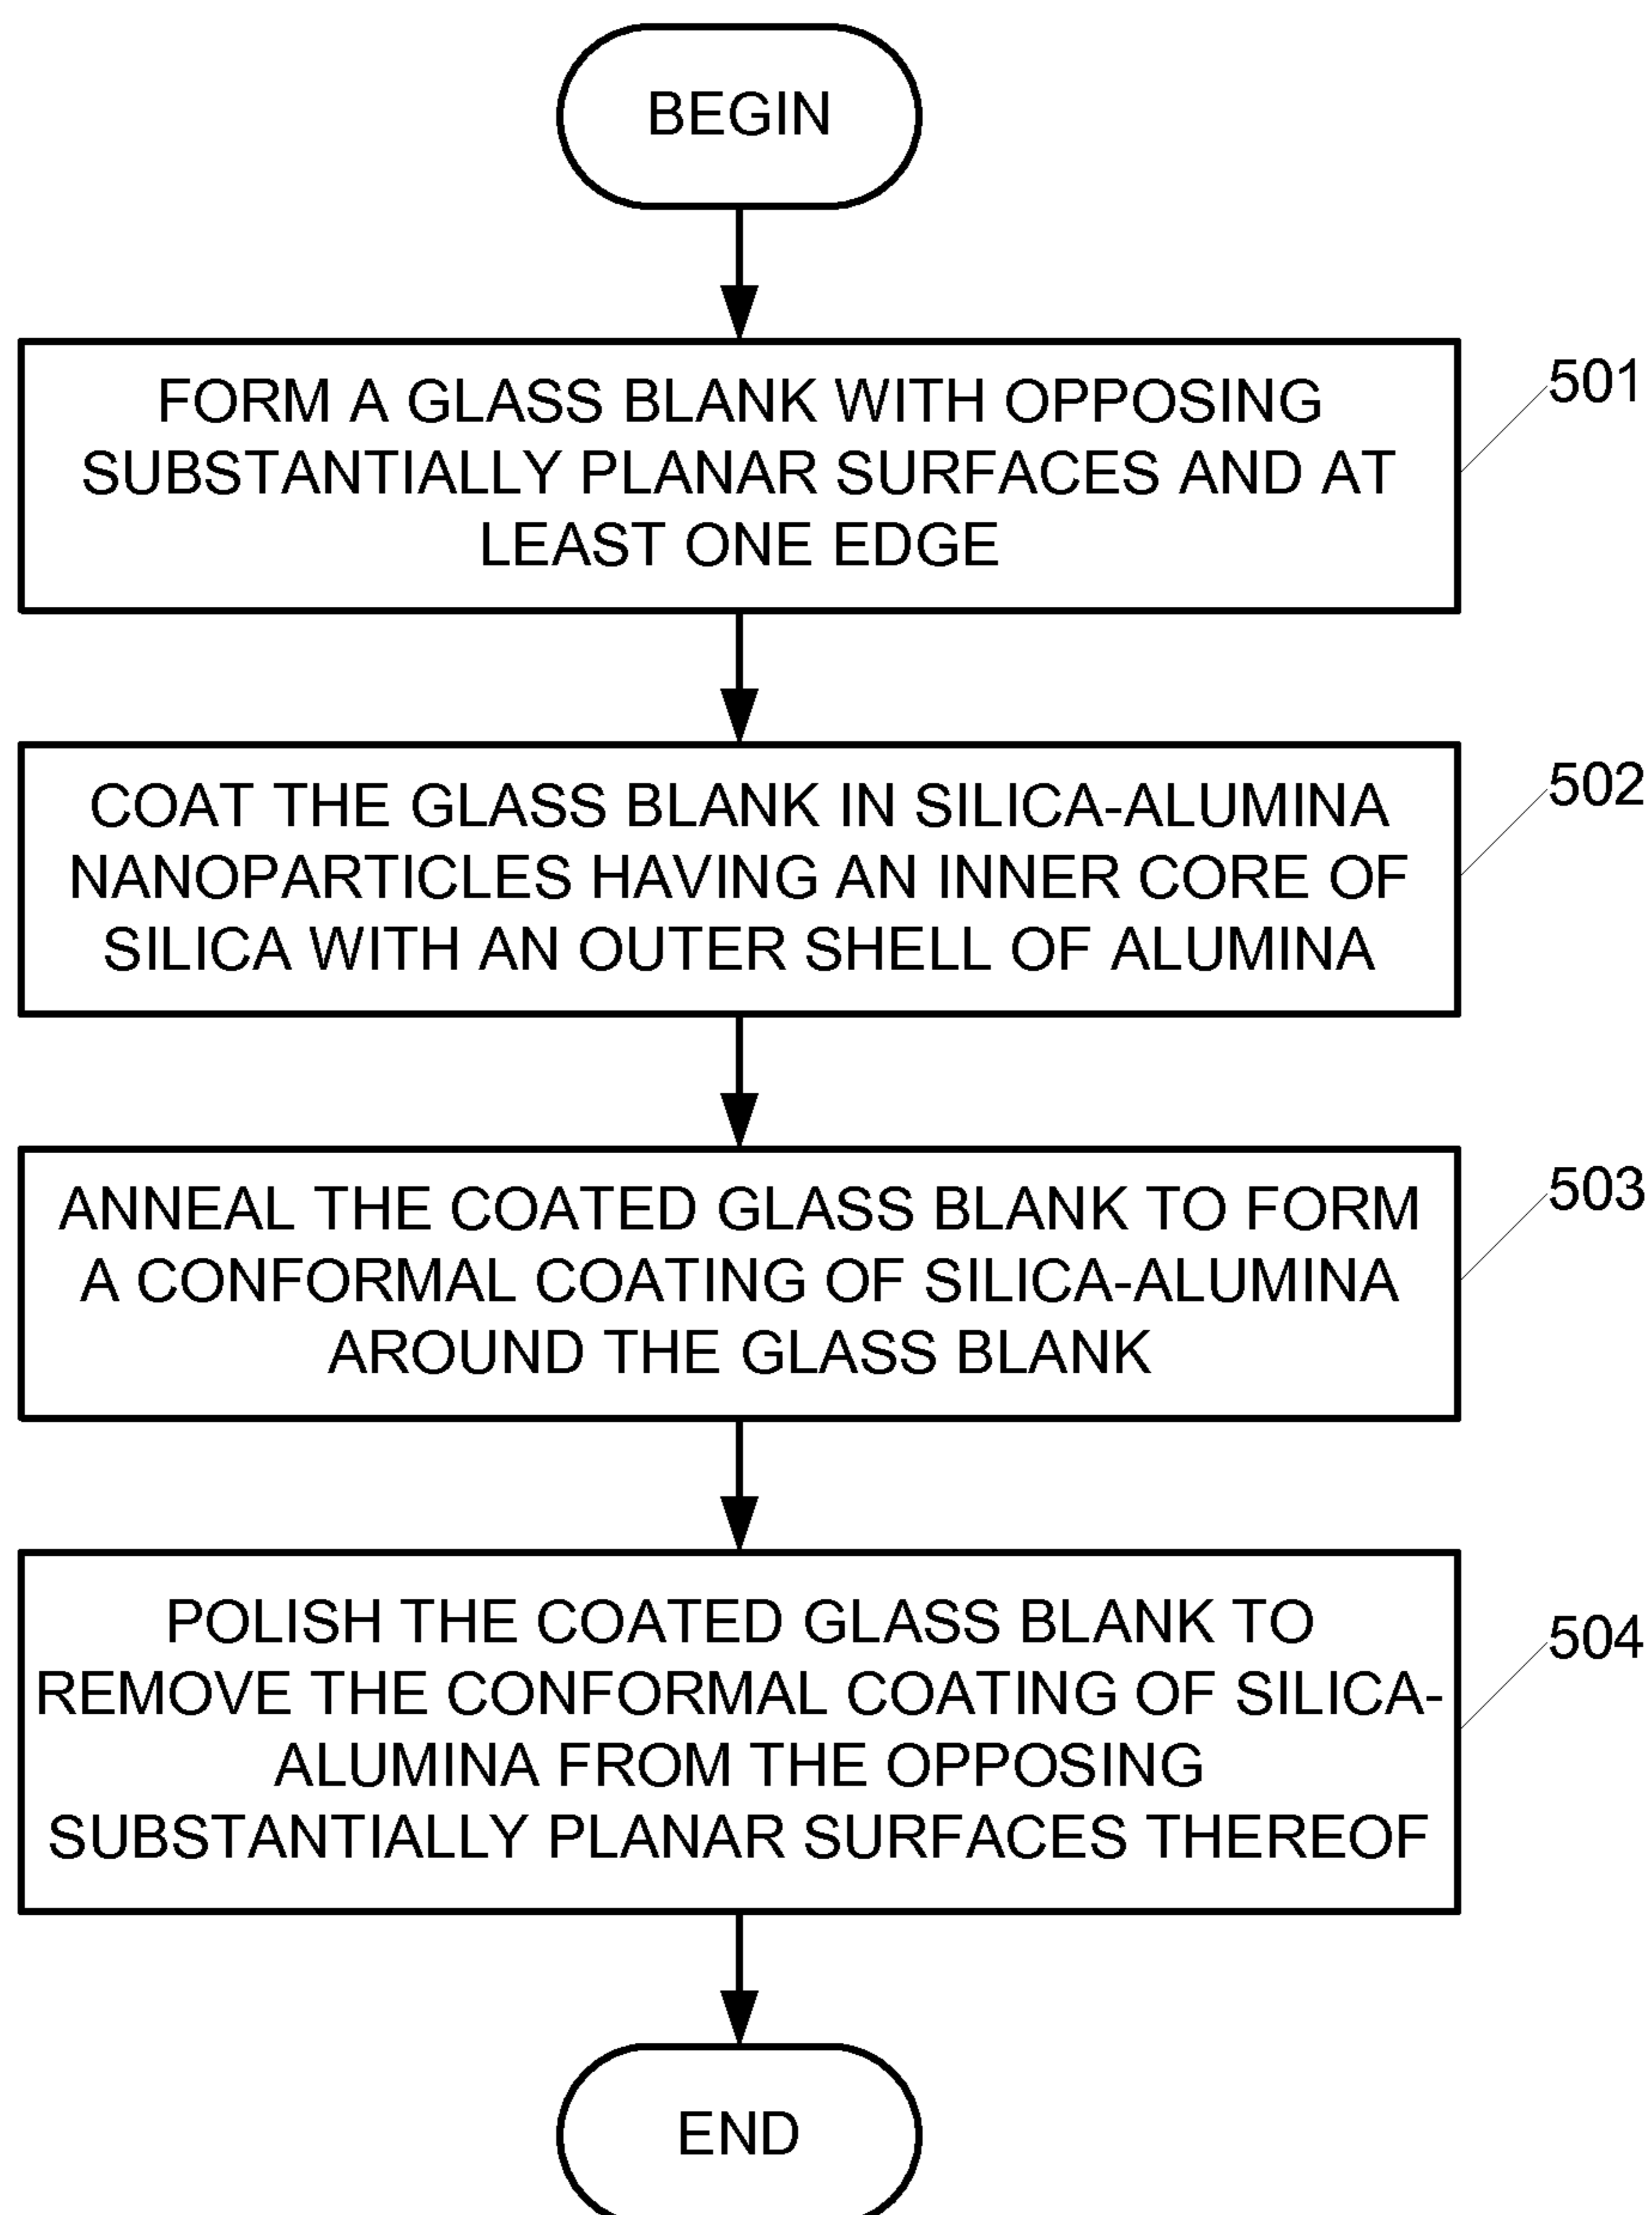 BEGIN
FORM A GLASS BLANK WITH OPPOSING
SUBSTANTIALLY PLANAR SURFACES AND AT
LEAST ONE EDGE
501
COAT THE GLASS BLANK IN SILICA-ALUMINA
NANOPARTICLES HAVING AN INNER CORE OF
SILICA WITH AN OUTER SHELL OF ALUMINA
502
ANNEAL THE COATED GLASS BLANK TO FORM
A CONFORMAL COATING OF SILICA-ALUMINA
AROUND THE GLASS BLANK
503
POLISH THE COATED GLASS BLANK TO
REMOVE THE CONFORMAL COATING OF SILICA-
ALUMINA FROM THE OPPOSING
SUBSTANTIALLY PLANAR SURFACES THEREOF
504
END